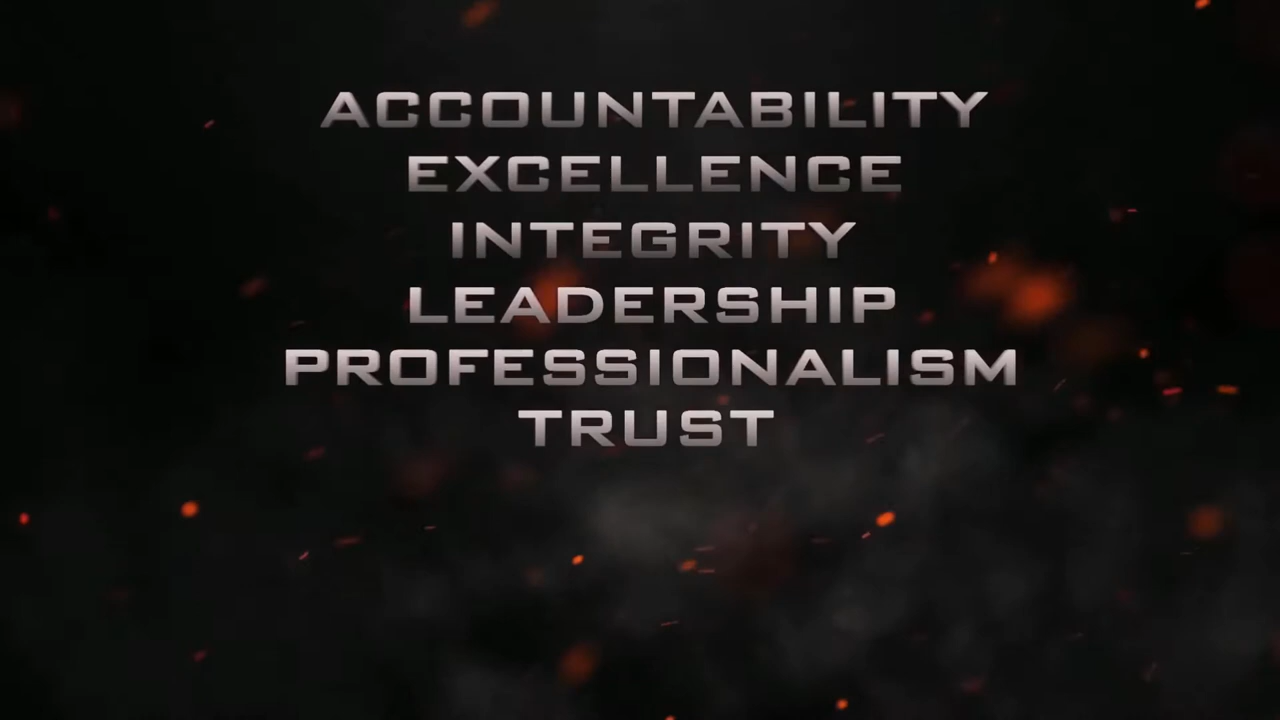 ACCOUNTABILITY
EXCELLENCE
INTEGRITY
LEADERSHIP
PROFESSIONALISM
TRUST